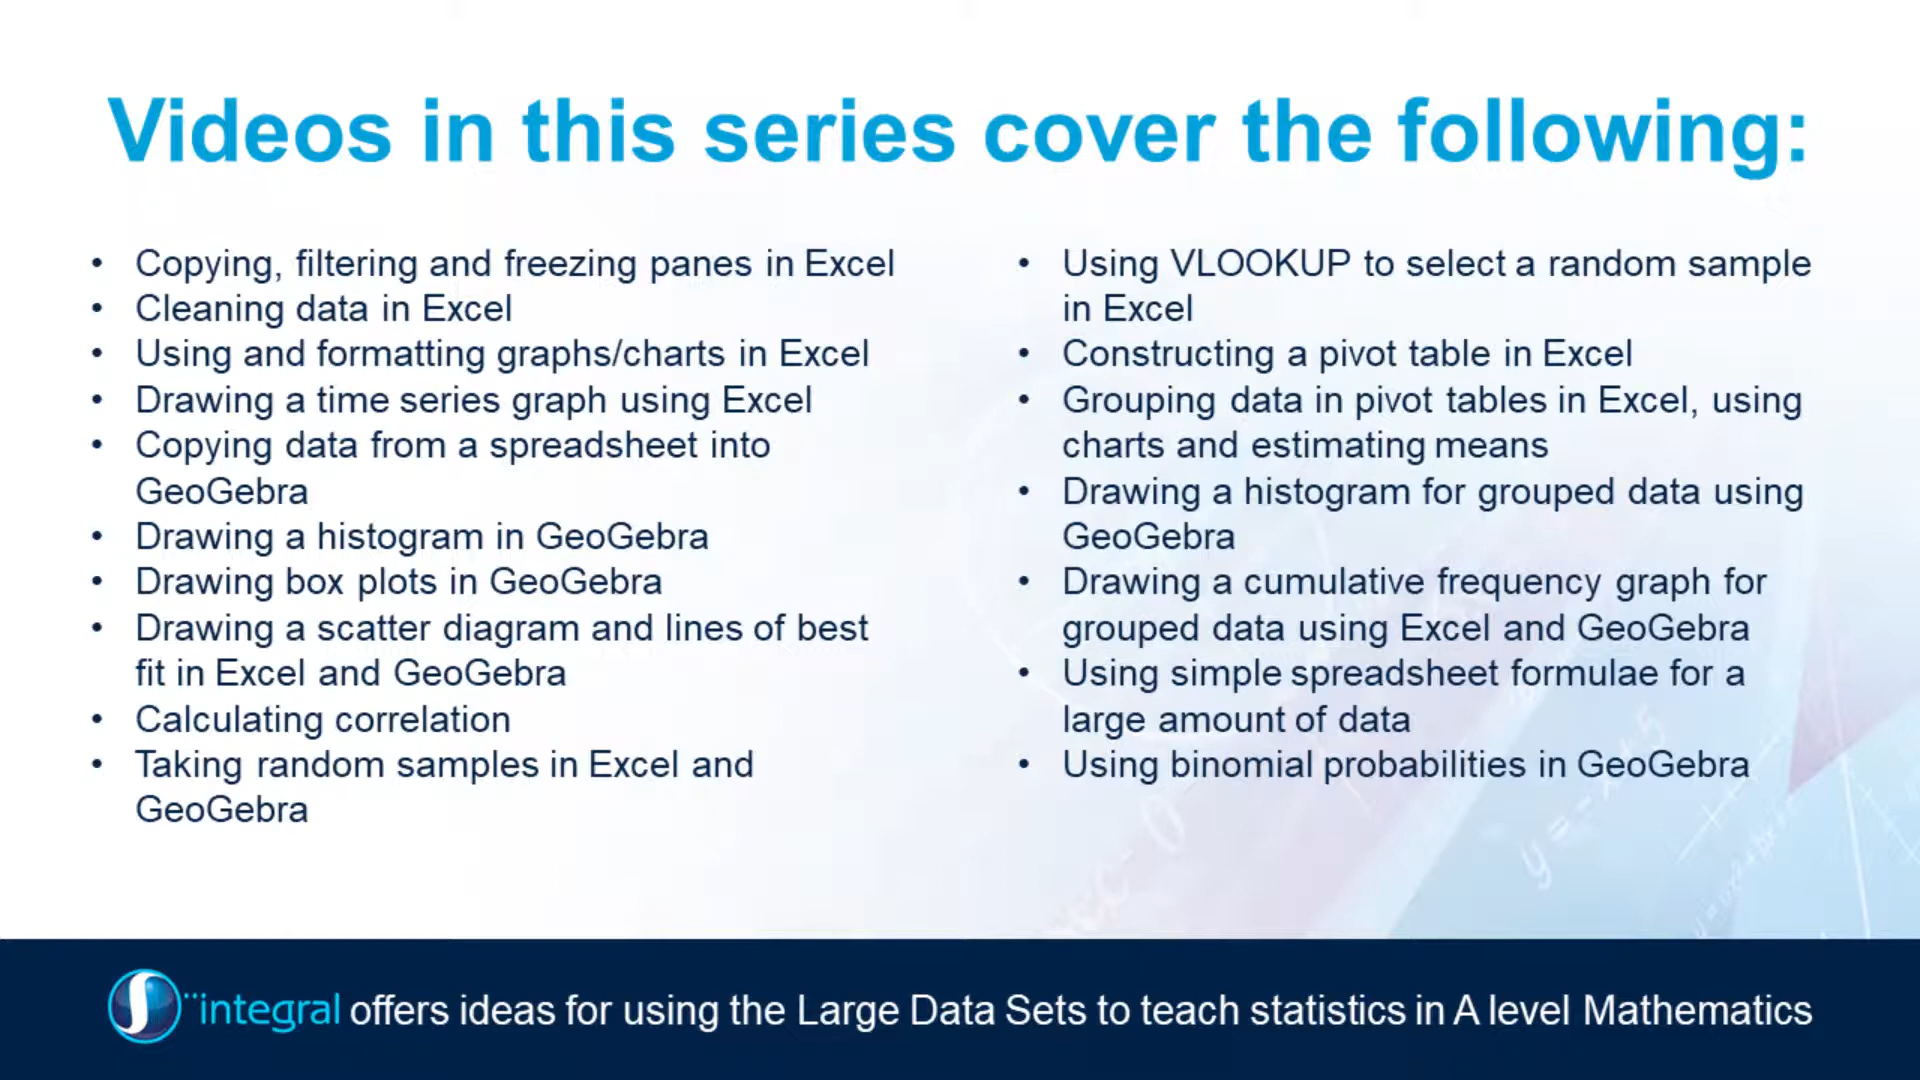 Videos in this series cover the following:
• Copying, filtering and freezing panes in Excel
• Cleaning data in Excel
• Using and formatting graphs/charts in Excel
• Drawing a time series graph using Excel
• Copying data from a spreadsheet into
GeoGebra
• Drawing a histogram in GeoGebra
• Drawing box plots in GeoGebra
• Drawing a scatter diagram and lines of best
fit in Excel and GeoGebra
• Calculating correlation
• Taking random samples in Excel and
GeoGebra
• Using VLOOKUP to select a random sample
in Excel
• Constructing a pivot table in Excel
• Grouping data in pivot tables in Excel, using
charts and estimating means
• Drawing a histogram for grouped data using
GeoGebra
• Drawing a cumulative frequency graph for
grouped data using Excel and GeoGebra
• Using simple spreadsheet formulae for a
large amount of data
• Using binomial probabilities in GeoGebra
integral offers ideas for using the Large Data Sets to teach statistics in A level Mathematics